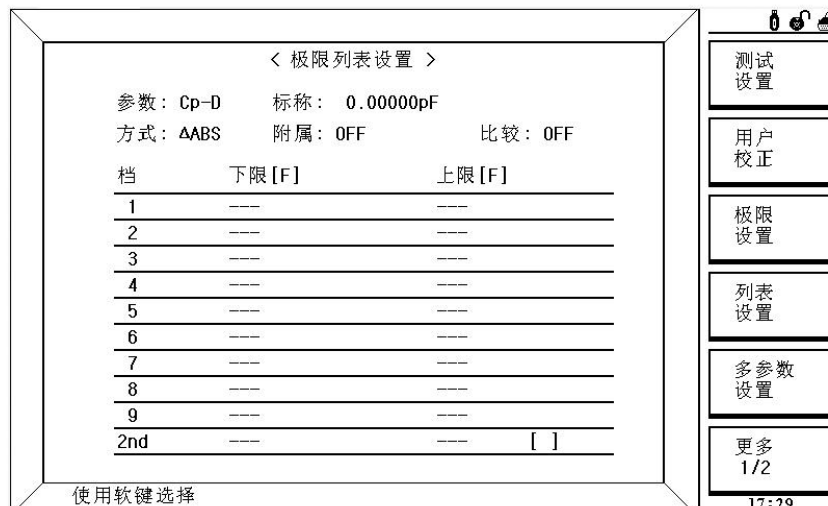 < 极限列表设置 >
参数: Cp-D 标称: 0.00000pF
方式: ΔABS 附属: OFF 比较: OFF
档 下限[F] 上限[F]
1 --- ---
2 --- ---
3 --- ---
4 --- ---
5 --- ---
6 --- ---
7 --- ---
8 --- ---
9 --- ---
2nd --- --- [ ]
使用软键选择
测试
设置
用户
校正
极限
设置
列表
设置
多参数
设置
更多
1/2
17:29